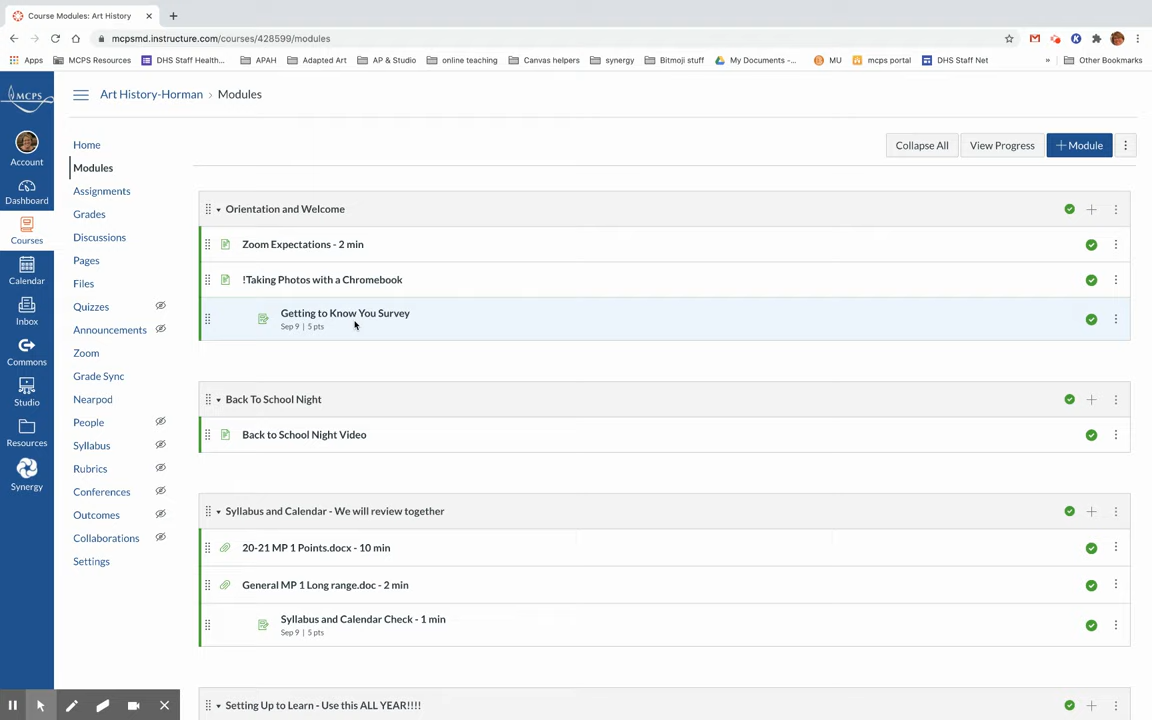 Course Modules: Art History
mcpsmd.instructure.com/courses/428599/modules
Apps MCPS Resources DHS Staff Health... APAH Adapted Art AP & Studio online teaching Canvas helpers synergy Bitmoji stuff My Documents -... MU mcps portal DHS Staff Net » Other Bookmarks
MCPS
Art History-Horman › Modules
Account
Dashboard
Courses
Calendar
Inbox
Commons
Studio
Resources
Synergy
Home
Modules
Assignments
Grades
Discussions
Pages
Files
Quizzes
Announcements
Zoom
Grade Sync
Nearpod
People
Syllabus
Rubrics
Conferences
Outcomes
Collaborations
Settings
Collapse All View Progress + Module
Orientation and Welcome
Zoom Expectations - 2 min
!Taking Photos with a Chromebook
Getting to Know You Survey
Sep 9 | 5 pts
Back To School Night
Back to School Night Video
Syllabus and Calendar - We will review together
20-21 MP 1 Points.docx - 10 min
General MP 1 Long range.doc - 2 min
Syllabus and Calendar Check - 1 min
Sep 9 | 5 pts
Setting Up to Learn - Use this ALL YEAR!!!!